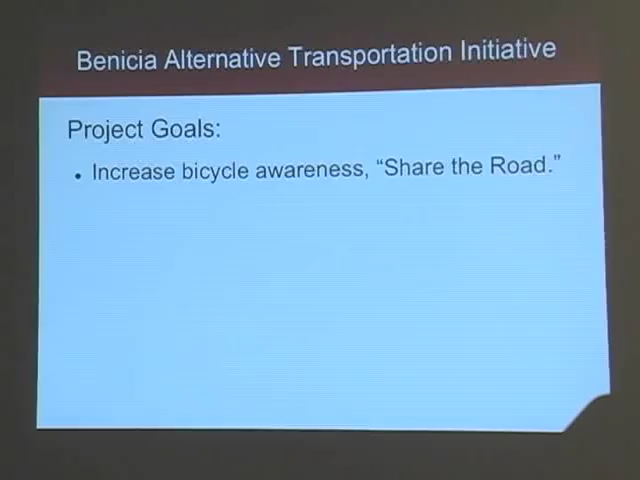 Benicia Alternative Transportation Initiative
Project Goals:
• Increase bicycle awareness, “Share the Road.”